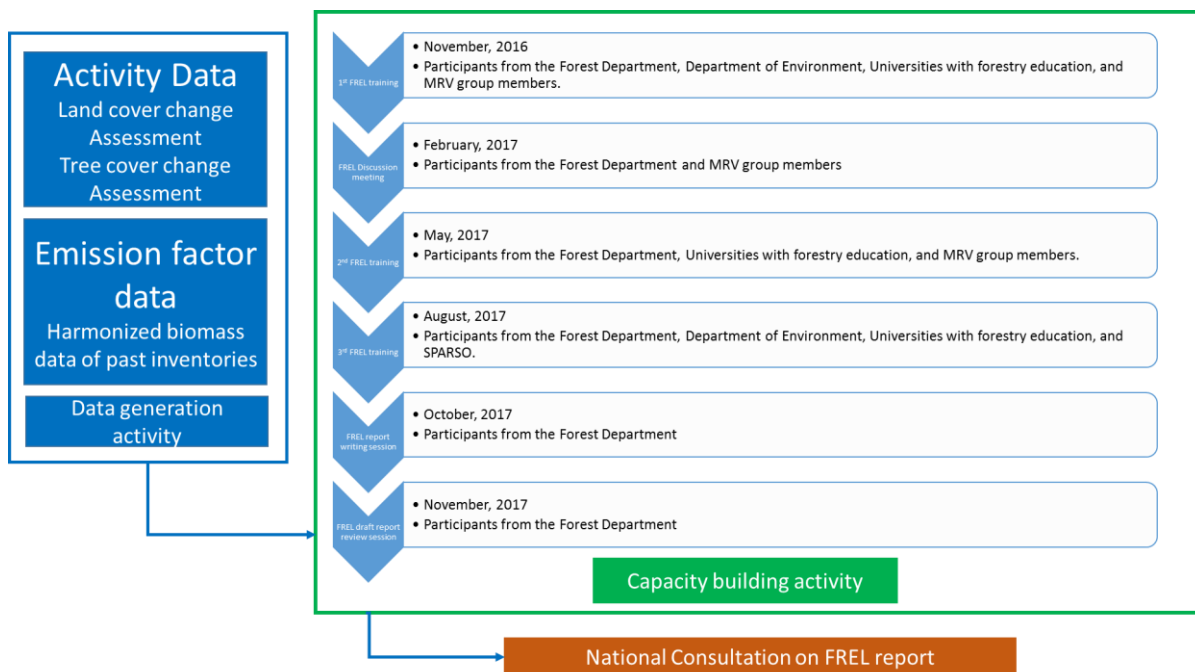 Activity Data
Land cover change
Assessment
Tree cover change
Assessment
Emission factor
data
Harmonized biomass
data of past inventories
Data generation
activity
1st FREL training
• November, 2016
• Participants from the Forest Department, Department of Environment, Universities with forestry education, and
MRV group members.
FREL Discussion
meeting
• February, 2017
• Participants from the Forest Department and MRV group members
2nd FREL training
• May, 2017
• Participants from the Forest Department, Universities with forestry education, and MRV group members.
3rd FREL training
• August, 2017
• Participants from the Forest Department, Department of Environment, Universities with forestry education, and
SPARSO.
FREL report
writing session
• October, 2017
• Participants from the Forest Department
FREL draft report
review session
• November, 2017
• Participants from the Forest Department
Capacity building activity
National Consultation on FREL report